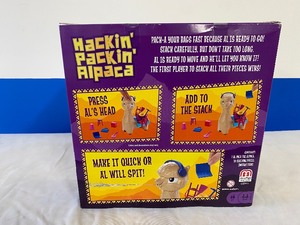 Hackin'
Packin'
Alpaca
PACK-A YOUR BAGS FAST BECAUSE AL IS READY TO GO!
STACK CAREFULLY, BUT DON'T TAKE TOO LONG.
AL IS READY TO MOVE AND HE'LL LET YOU KNOW IT!
THE FIRST PLAYER TO STACK ALL THEIR PIECES WINS!
PRESS
AL'S HEAD
ADD TO
THE STACK
MAKE IT QUICK OR
AL WILL SPIT!